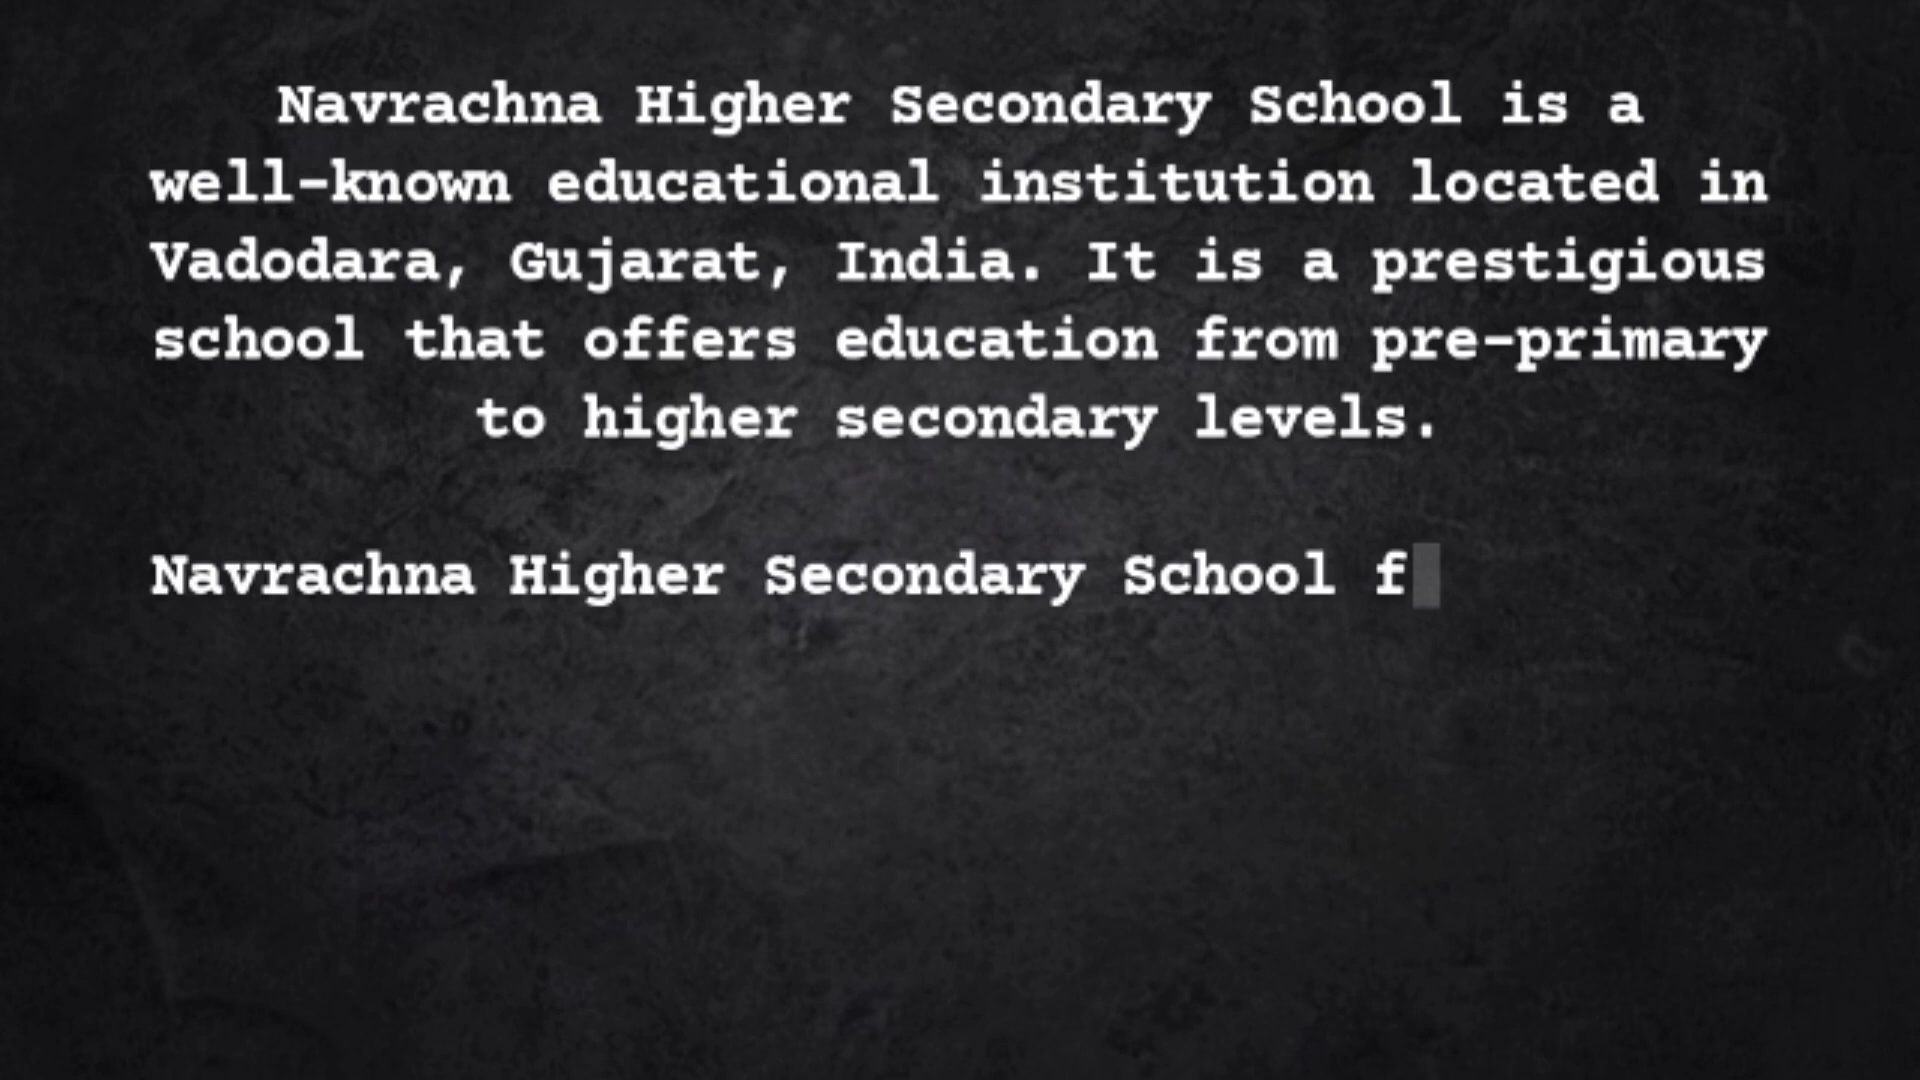 Navrachna Higher Secondary School is a
well-known educational institution located in
Vadodara, Gujarat, India. It is a prestigious
school that offers education from pre-primary
to higher secondary levels.
Navrachna Higher Secondary School f